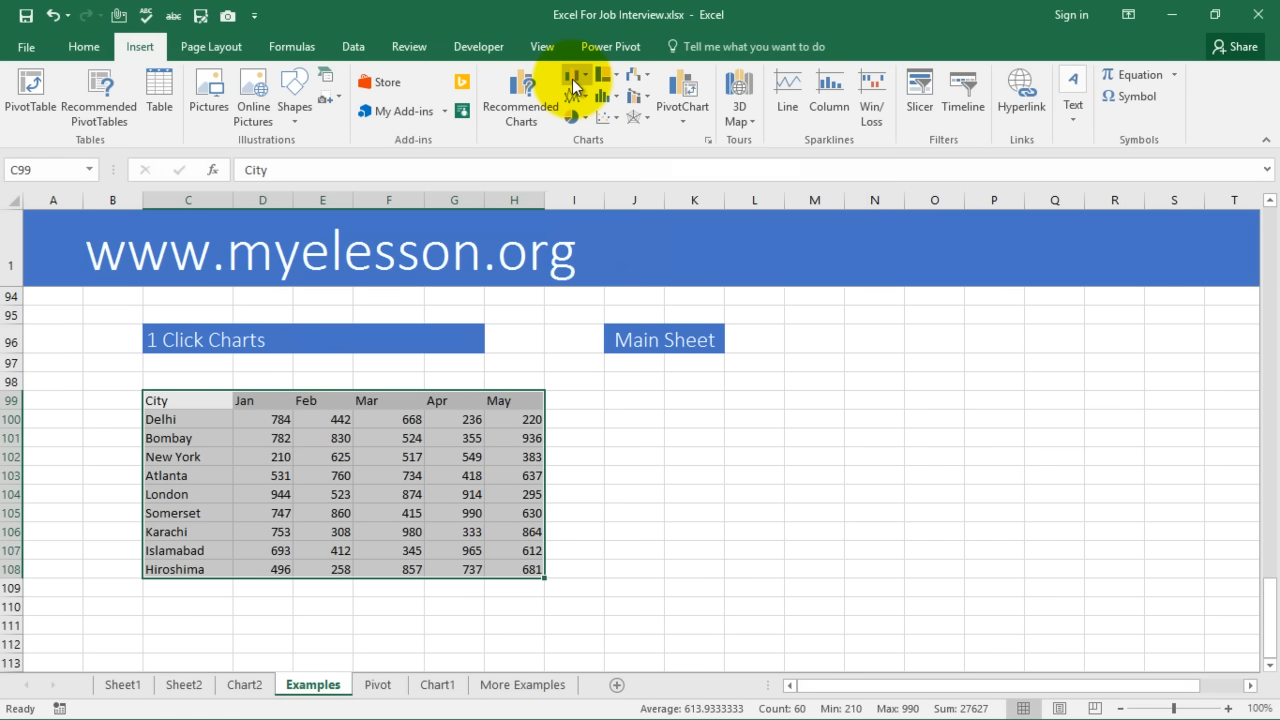 Excel For Job Interview.xlsx - Excel
Sign in
File Home Insert Page Layout Formulas Data Review Developer View Power Pivot Tell me what you want to do Share
PivotTable Recommended PivotTables Table Pictures Online Pictures Shapes Store My Add-ins Recommended Charts PivotChart 3D Map Line Column Win/ Loss Slicer Timeline Hyperlink Text Equation Symbol
Tables Illustrations Add-ins Charts Tours Sparklines Filters Links Symbols
C99 fx City
A B C D E F G H I J K L M N O P Q R S T
1 www.myelesson.org
94
95
96 1 Click Charts Main Sheet
97
98
99 City Jan Feb Mar Apr May
100 Delhi 784 442 668 236 220
101 Bombay 782 830 524 355 936
102 New York 210 625 517 549 383
103 Atlanta 531 760 734 418 637
104 London 944 523 874 914 295
105 Somerset 747 860 415 990 630
106 Karachi 753 308 980 333 864
107 Islamabad 693 412 345 965 612
108 Hiroshima 496 258 857 737 681
109
110
111
112
113
Sheet1 Sheet2 Chart2 Examples Pivot Chart1 More Examples
Ready Average: 613.9333333 Count: 60 Min: 210 Max: 990 Sum: 27627 100%